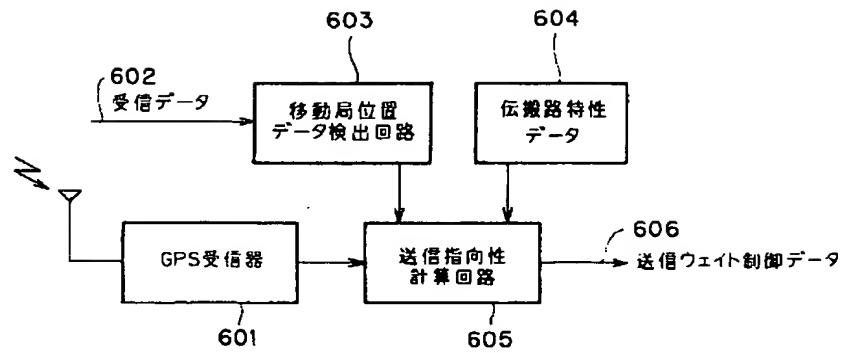 603
604
602
受信データ
移動局位置
データ検出回路
伝搬路特性
データ
606
GPS受信器
送信指向性
計算回路
送信ウェイト制御データ
601
605